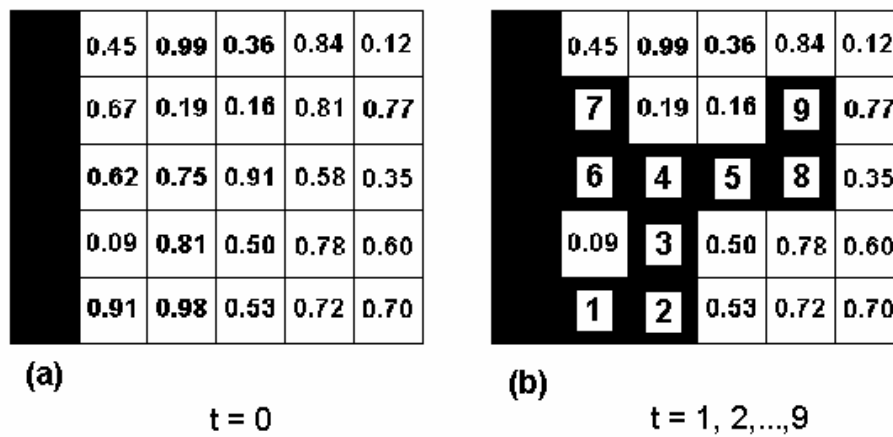 0.45 0.99 0.36 0.84 0.12
0.67 0.19 0.16 0.81 0.77
0.62 0.75 0.91 0.58 0.35
0.09 0.81 0.50 0.78 0.60
0.91 0.98 0.53 0.72 0.70
(a)
t = 0
0.45 0.99 0.36 0.84 0.12
7 0.19 0.16 9 0.77
6 4 5 8 0.35
0.09 3 0.50 0.78 0.60
1 2 0.53 0.72 0.70
(b)
t = 1, 2,...,9